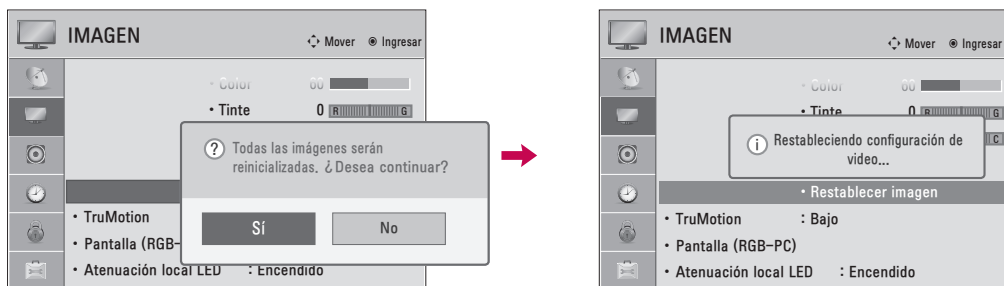 IMAGEN
Mover Ingresar
• Color 60
• Tinte 0 R G
? Todas las imágenes serán
reinicializadas. ¿Desea continuar?
Sí No
• TruMotion
• Pantalla (RGB-
• Atenuación local LED : Encendido
IMAGEN
Mover Ingresar
• Color 60
• Tinte 0 R G
C
i Restableciendo configuración de
video...
• Restablecer imagen
• TruMotion : Bajo
• Pantalla (RGB-PC)
• Atenuación local LED : Encendido